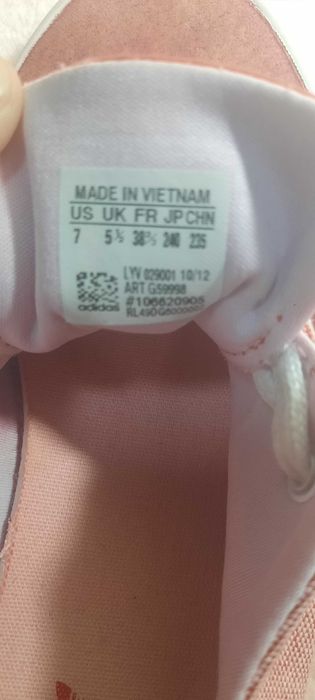 MADE IN VIETNAM
US UK FR JP CHN
7 5½ 38⅔ 240 235
LYV 029001 10/12
ART G59998
#106620905
adidas